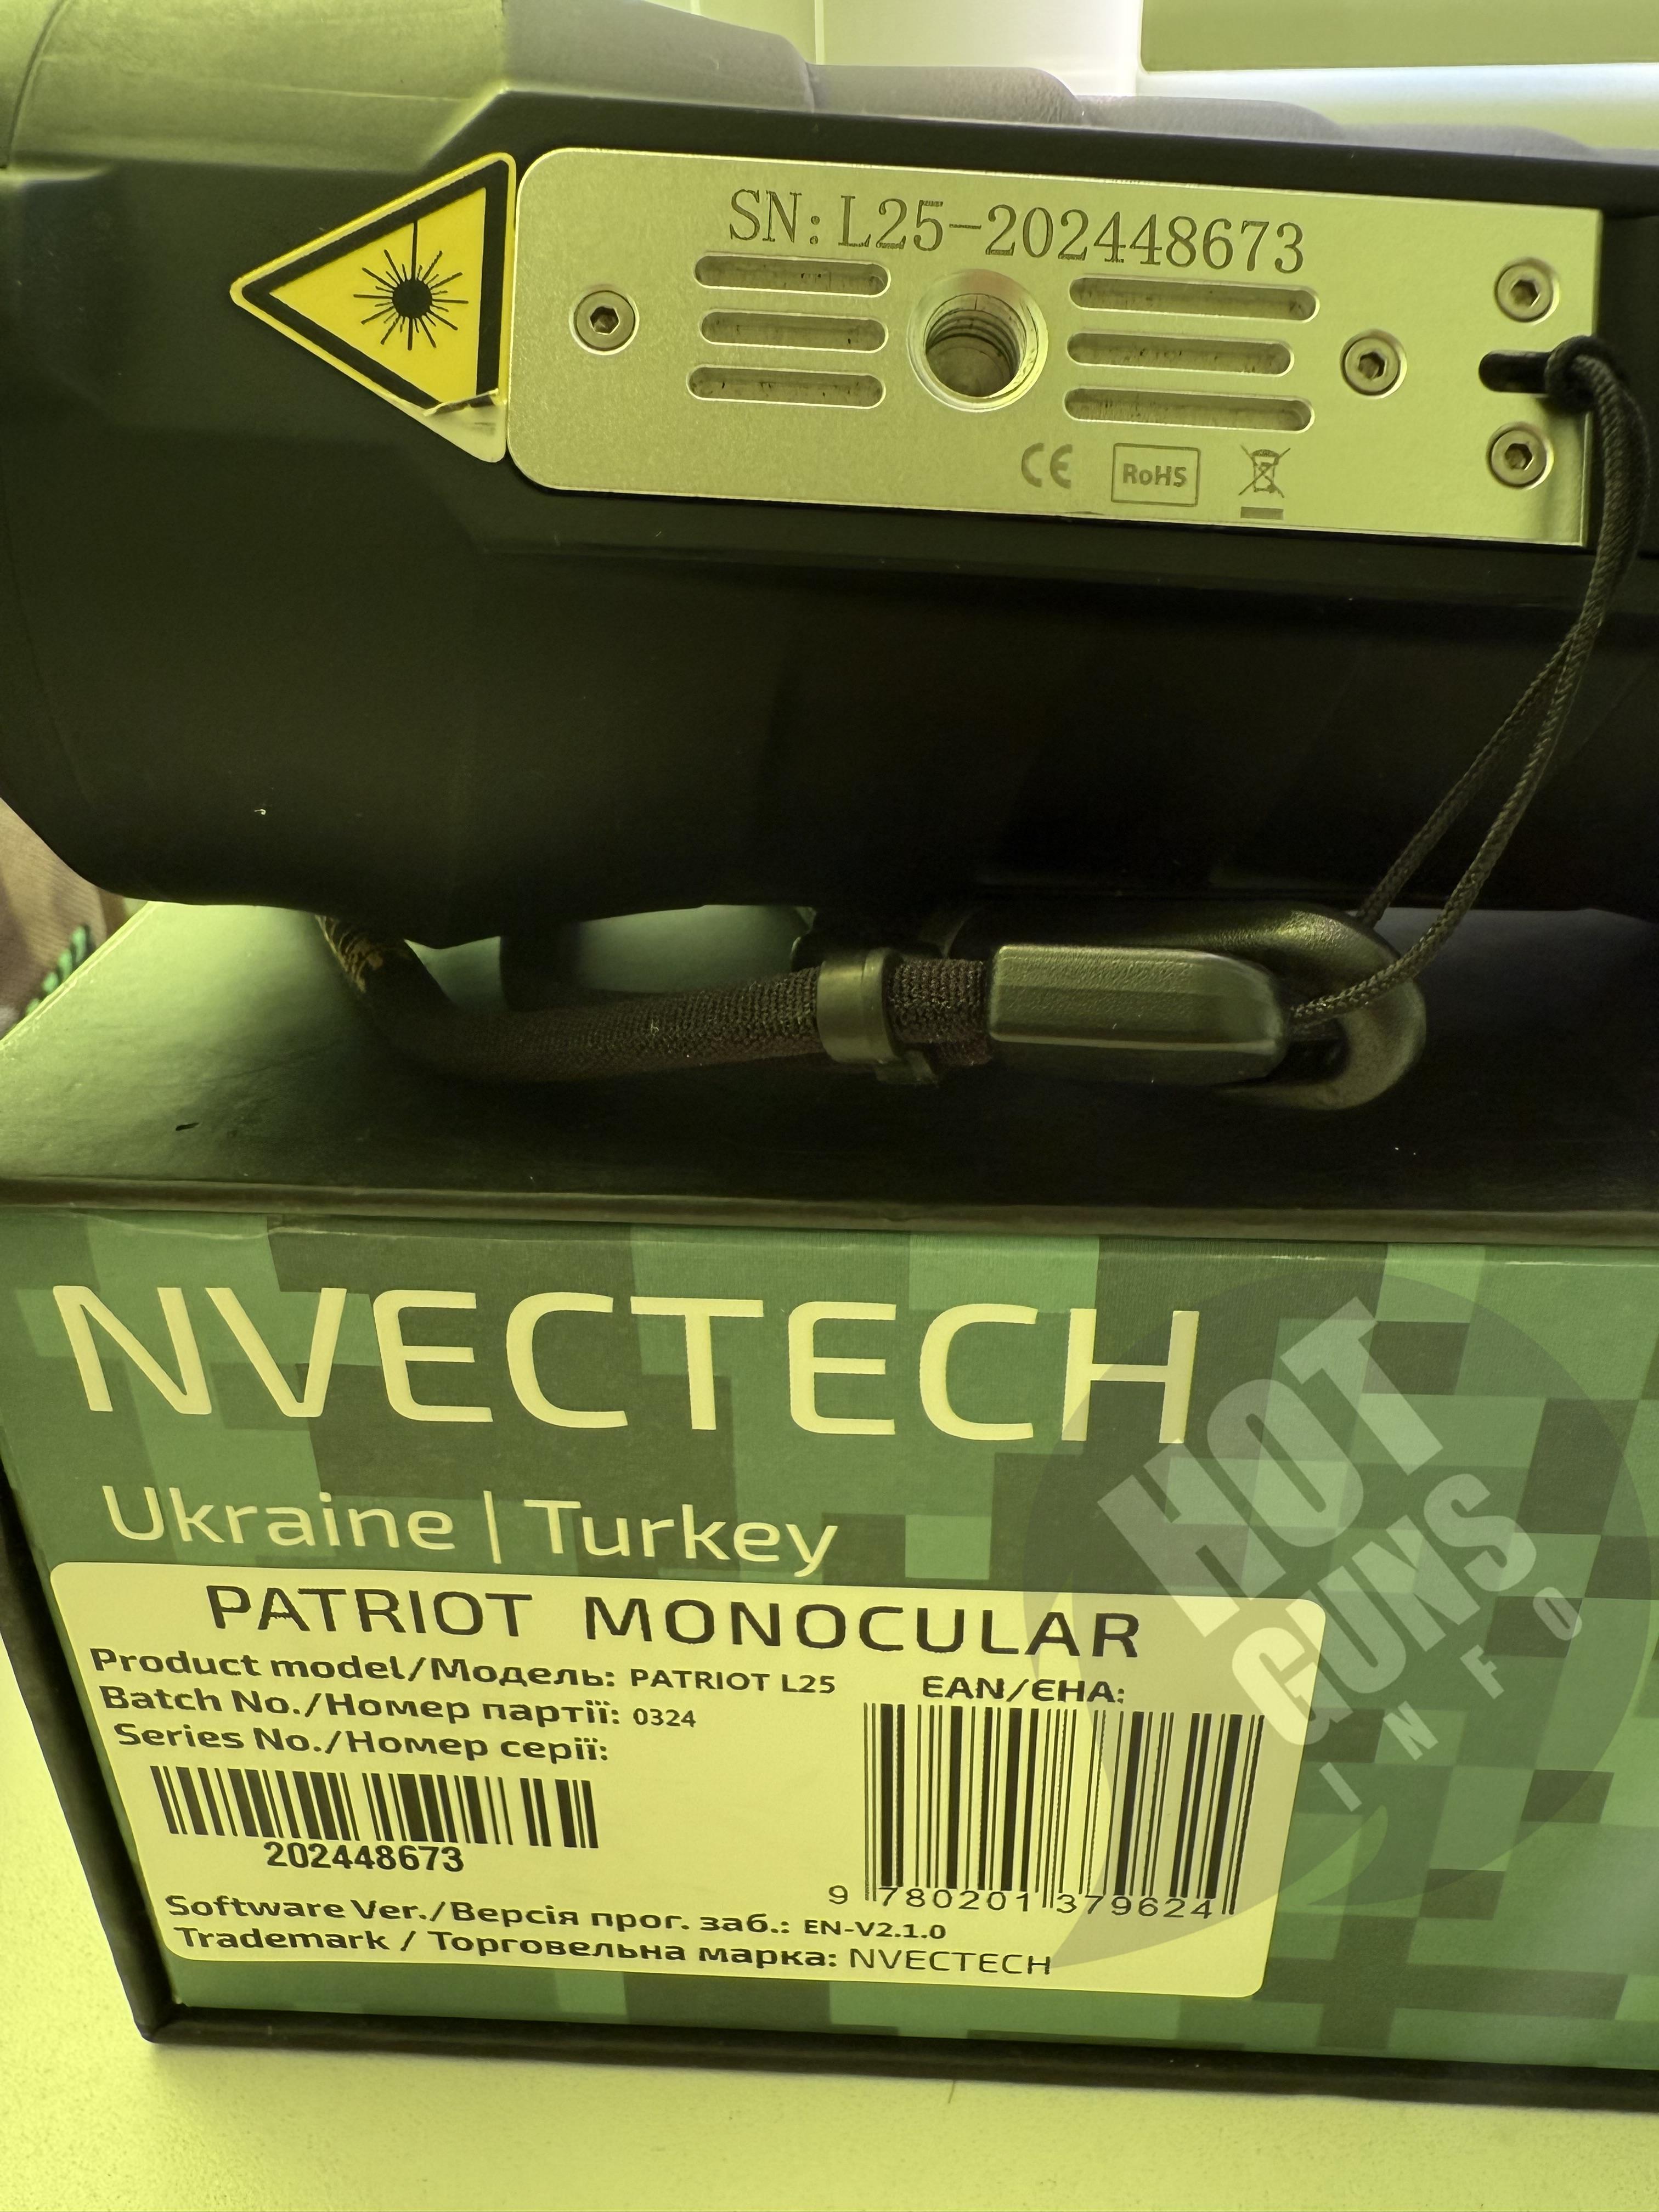 SN: L25-202448673
CE RoHS
NVECTECH
Ukraine | Turkey
PATRIOT MONOCULAR
Product model/Модель: PATRIOT L25
Batch No./Номер партії: 0324
Series No./Номер серії:
202448673
EAN/ЄНА:
9 780201 379624
Software Ver./Версія прог. заб.: EN-V2.1.0
Trademark / Торговельна марка: NVECTECH
HOT
GUNS
INFO